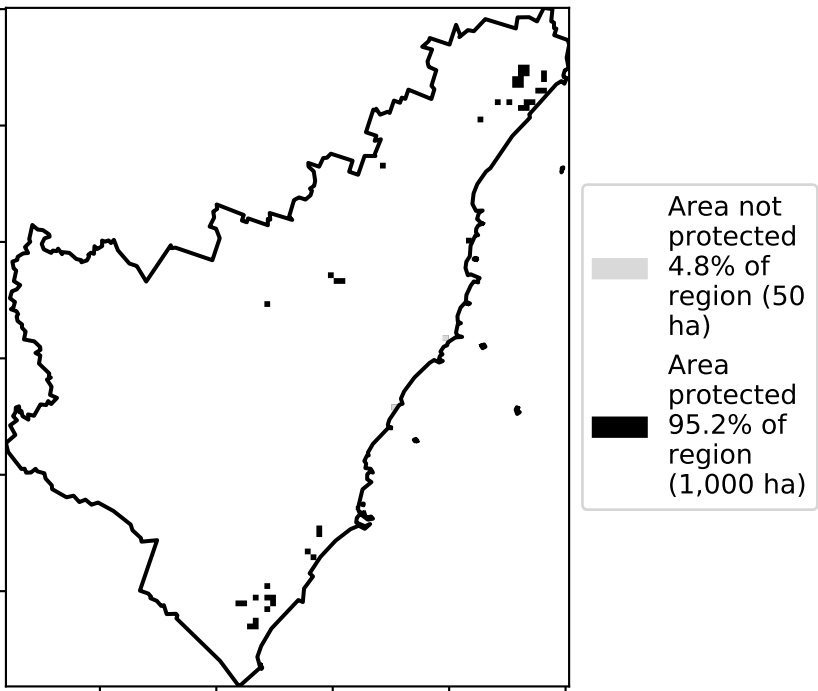 Area not
protected
4.8% of
region (50
ha)
Area
protected
95.2% of
region
(1,000 ha)